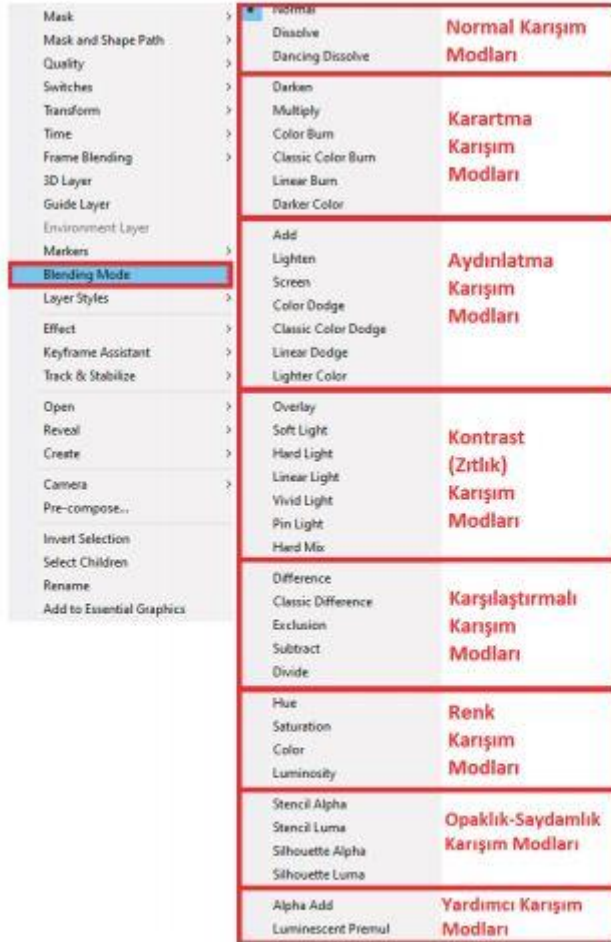 Mask
Mask and Shape Path
Quality
Switches
Transform
Time
Frame Blending
3D Layer
Guide Layer
Environment Layer
Markers
Blending Mode
Layer Styles
Effect
Keyframe Assistant
Track & Stabilize
Open
Reveal
Create
Camera
Pre-compose...
Invert Selection
Select Children
Rename
Add to Essential Graphics
Normal
Dissolve
Dancing Dissolve
Normal Karışım
Modları
Darken
Multiply
Color Burn
Classic Color Burn
Linear Burn
Darker Color
Karartma
Karışım
Modları
Add
Lighten
Screen
Color Dodge
Classic Color Dodge
Linear Dodge
Lighter Color
Aydınlatma
Karışım
Modları
Overlay
Soft Light
Hard Light
Linear Light
Vivid Light
Pin Light
Hard Mix
Kontrast
(Zıtlık)
Karışım
Modları
Difference
Classic Difference
Exclusion
Subtract
Divide
Karşılaştırmalı
Karışım
Modları
Hue
Saturation
Color
Luminosity
Renk
Karışım
Modları
Stencil Alpha
Stencil Luma
Silhouette Alpha
Silhouette Luma
Opaklık-Saydamlık
Karışım Modları
Alpha Add
Luminescent Premul
Yardımcı Karışım
Modları